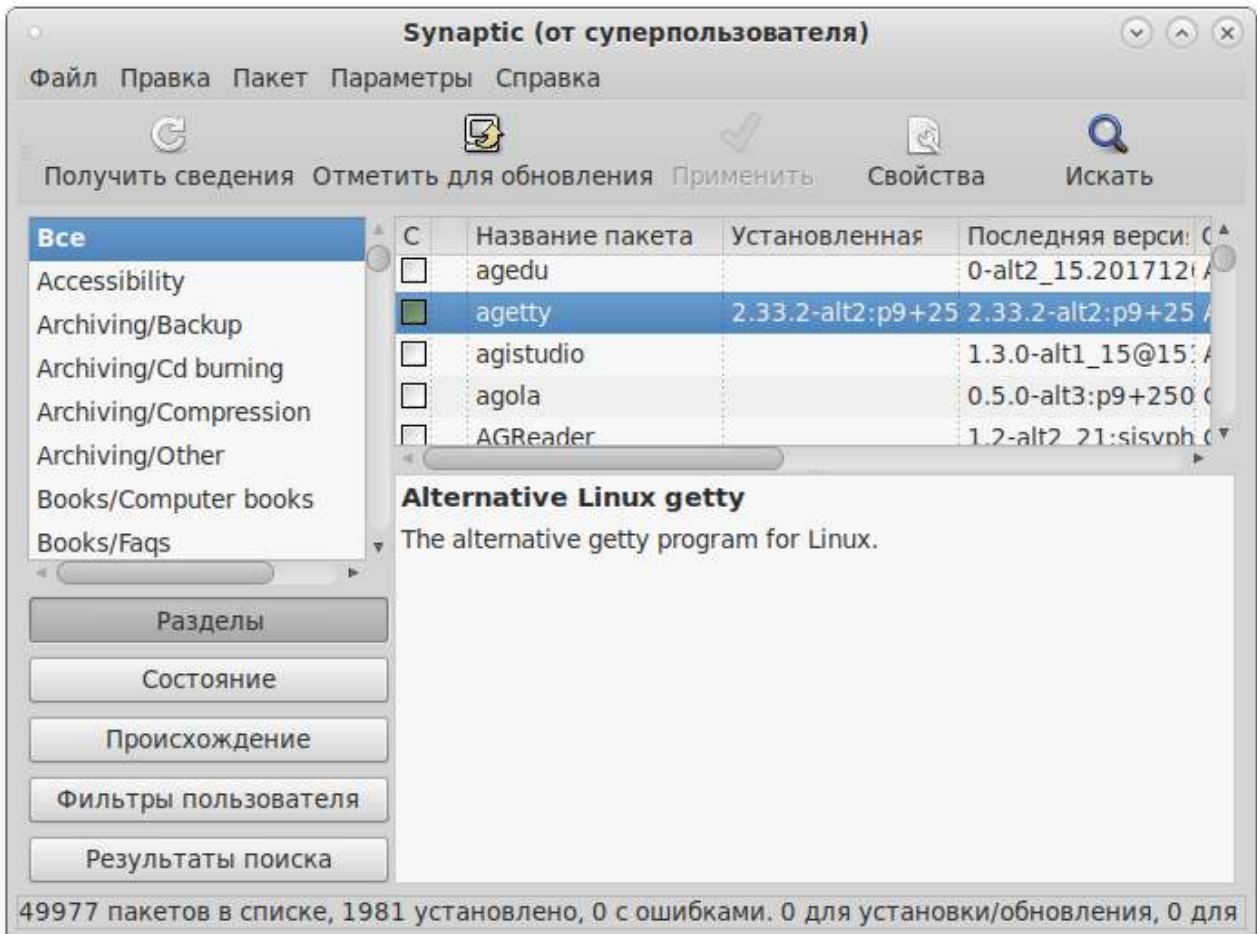 Synaptic (от суперпользователя)
Файл Правка Пакет Параметры Справка
Получить сведения Отметить для обновления Применить Свойства Искать
Все
Accessibility
Archiving/Backup
Archiving/Cd burning
Archiving/Compression
Archiving/Other
Books/Computer books
Books/Faqs
Разделы
Состояние
Происхождение
Фильтры пользователя
Результаты поиска
С Название пакета Установленная Последняя верси
agedu 0-alt2_15.201712
agetty 2.33.2-alt2:p9+25 2.33.2-alt2:p9+25
agistudio 1.3.0-alt1_15@15
agola 0.5.0-alt3:p9+250
AGReader 1.2-alt2_21:sisyph
Alternative Linux getty
The alternative getty program for Linux.
49977 пакетов в списке, 1981 установлено, 0 с ошибками. 0 для установки/обновления, 0 для